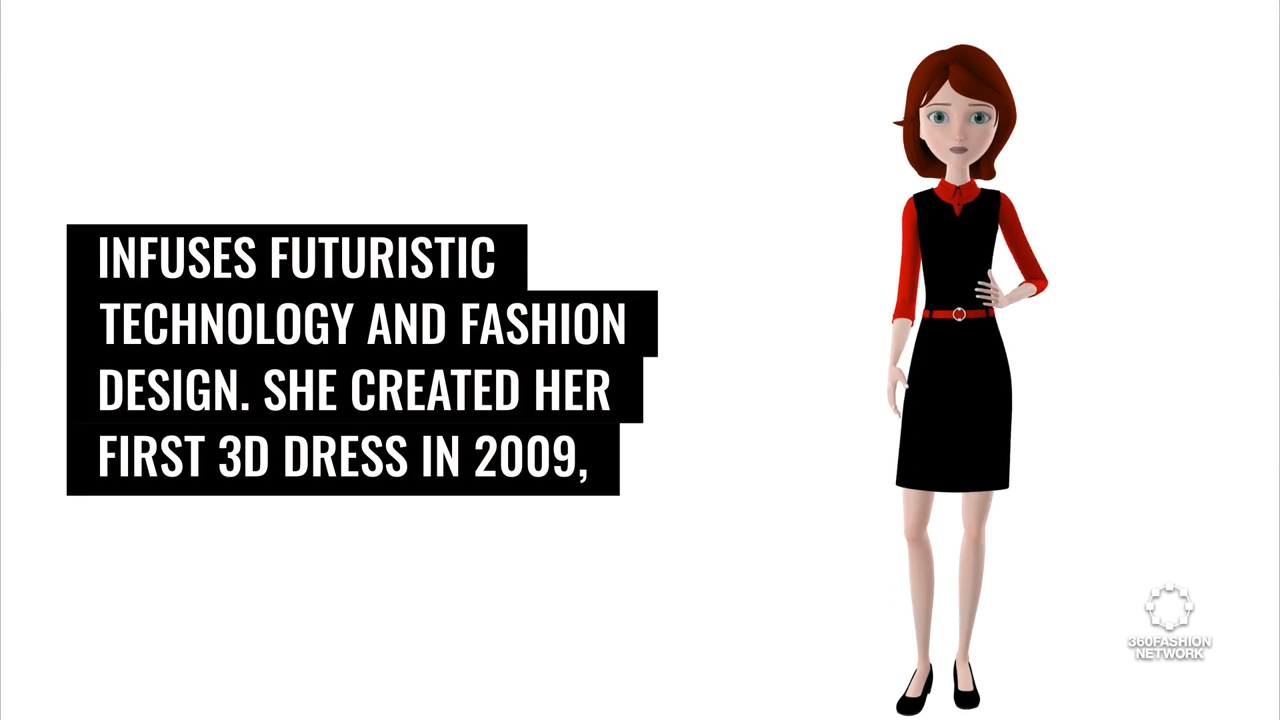 INFUSES FUTURISTIC
TECHNOLOGY AND FASHION
DESIGN. SHE CREATED HER
FIRST 3D DRESS IN 2009,
360FASHION
NETWORK